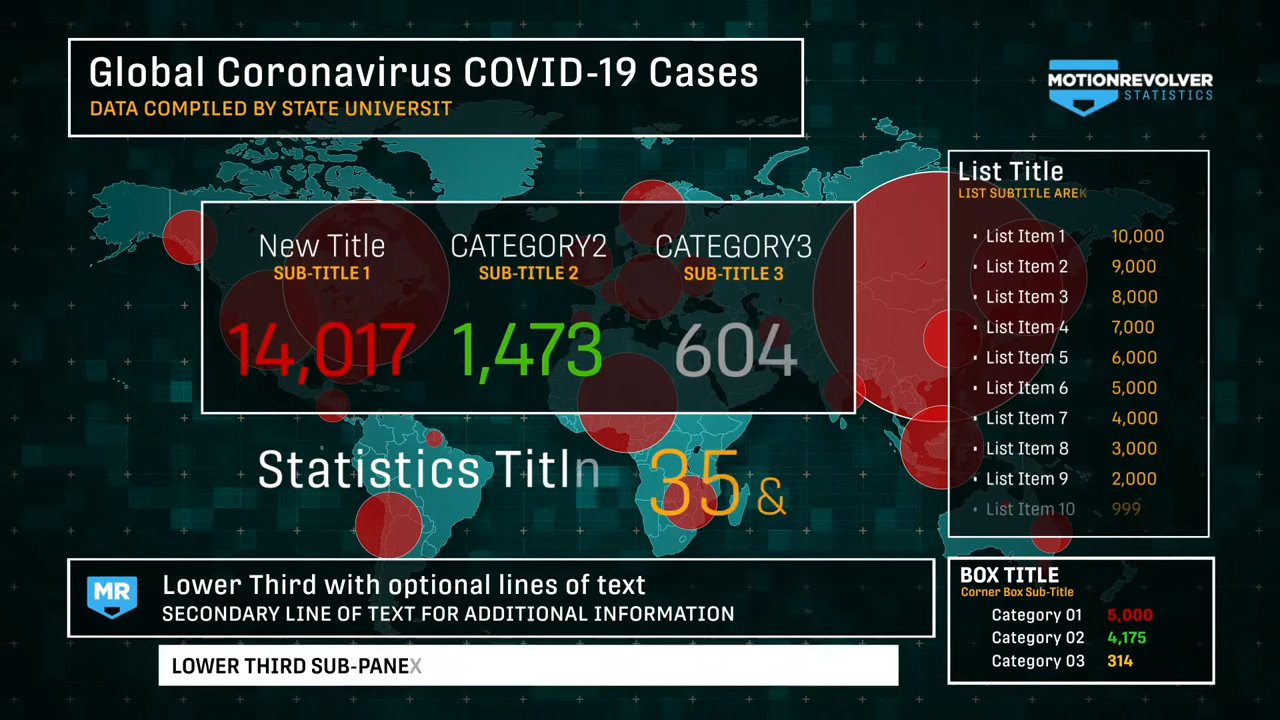 Global Coronavirus COVID-19 Cases
DATA COMPILED BY STATE UNIVERSIT
MOTIONREVOLVER
STATISTICS
New Title
SUB-TITLE 1
14,017
CATEGORY2
SUB-TITLE 2
1,473
CATEGORY3
SUB-TITLE 3
604
Statistics Titln
35 &
List Title
LIST SUBTITLE AREK
· List Item 1 10,000
· List Item 2 9,000
· List Item 3 8,000
· List Item 4 7,000
· List Item 5 6,000
· List Item 6 5,000
· List Item 7 4,000
· List Item 8 3,000
· List Item 9 2,000
· List Item 10 999
MR
Lower Third with optional lines of text
SECONDARY LINE OF TEXT FOR ADDITIONAL INFORMATION
LOWER THIRD SUB-PANEX
BOX TITLE
Corner Box Sub-Title
Category 01 5,000
Category 02 4,175
Category 03 314